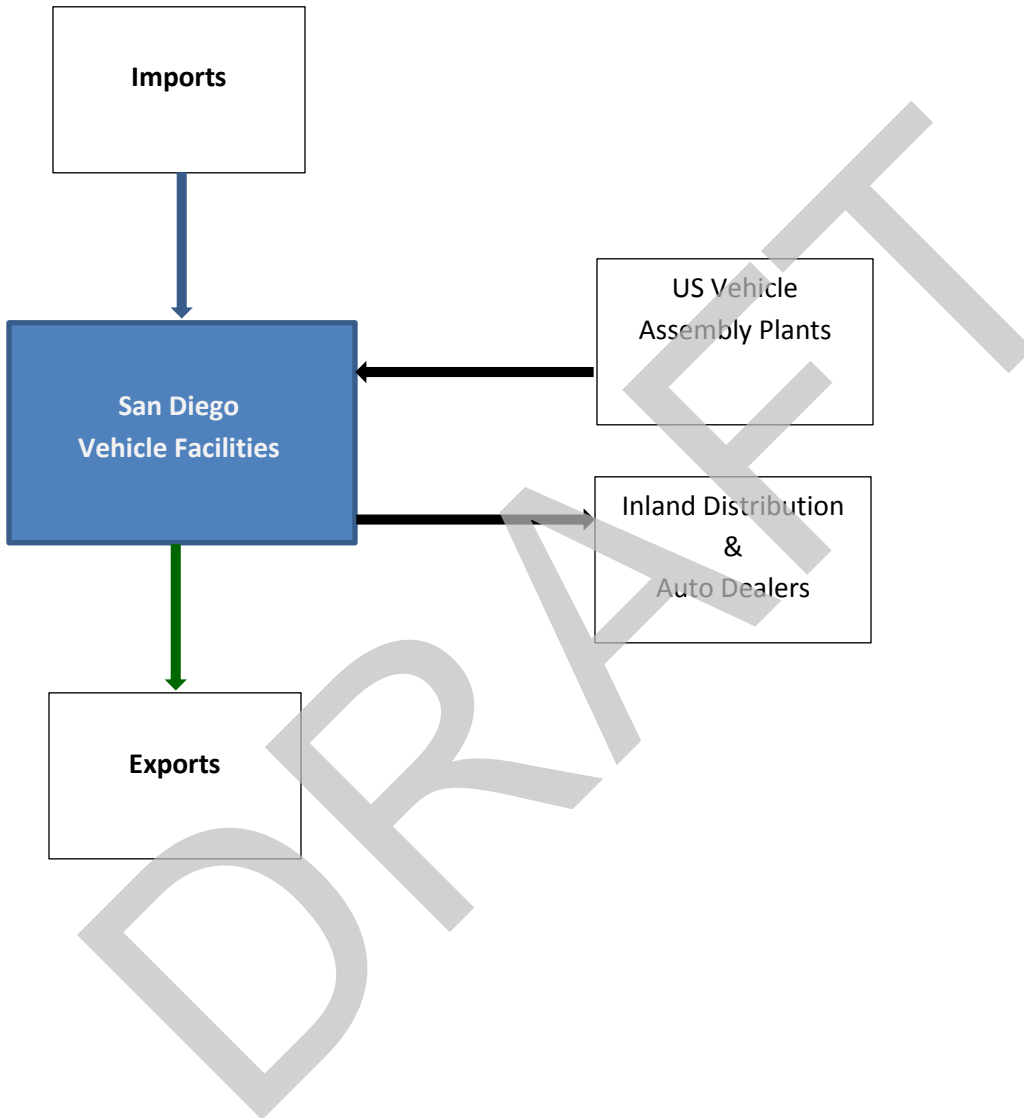 Imports
US Vehicle
Assembly Plants
San Diego
Vehicle Facilities
Inland Distribution
&
Auto Dealers
Exports
DRAFT